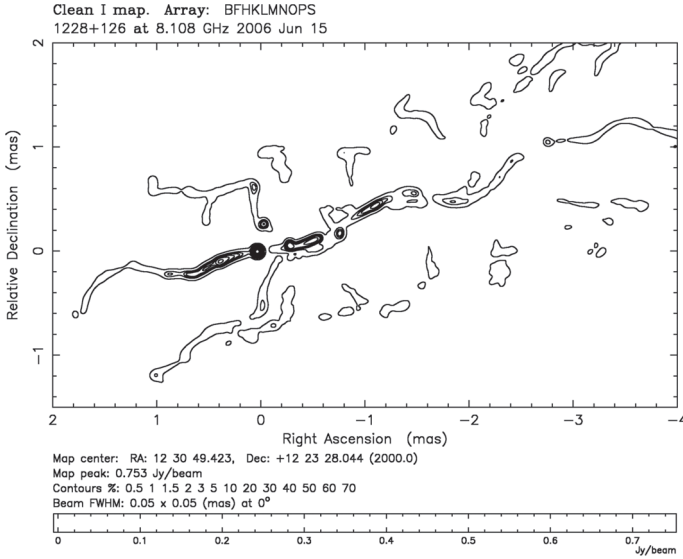 Clean I map. Array: BFHKLMNOPS
1228+126 at 8.108 GHz 2006 Jun 15
2
1
0
−1
Relative Declination (mas)
2 1 0 −1 −2 −3 −4
Right Ascension (mas)
Map center: RA: 12 30 49.423, Dec: +12 23 28.044 (2000.0)
Map peak: 0.753 Jy/beam
Contours %: 0.5 1 1.5 2 3 5 10 20 30 40 50 60 70
Beam FWHM: 0.05 x 0.05 (mas) at 0°
0 0.1 0.2 0.3 0.4 0.5 0.6 0.7
Jy/beam